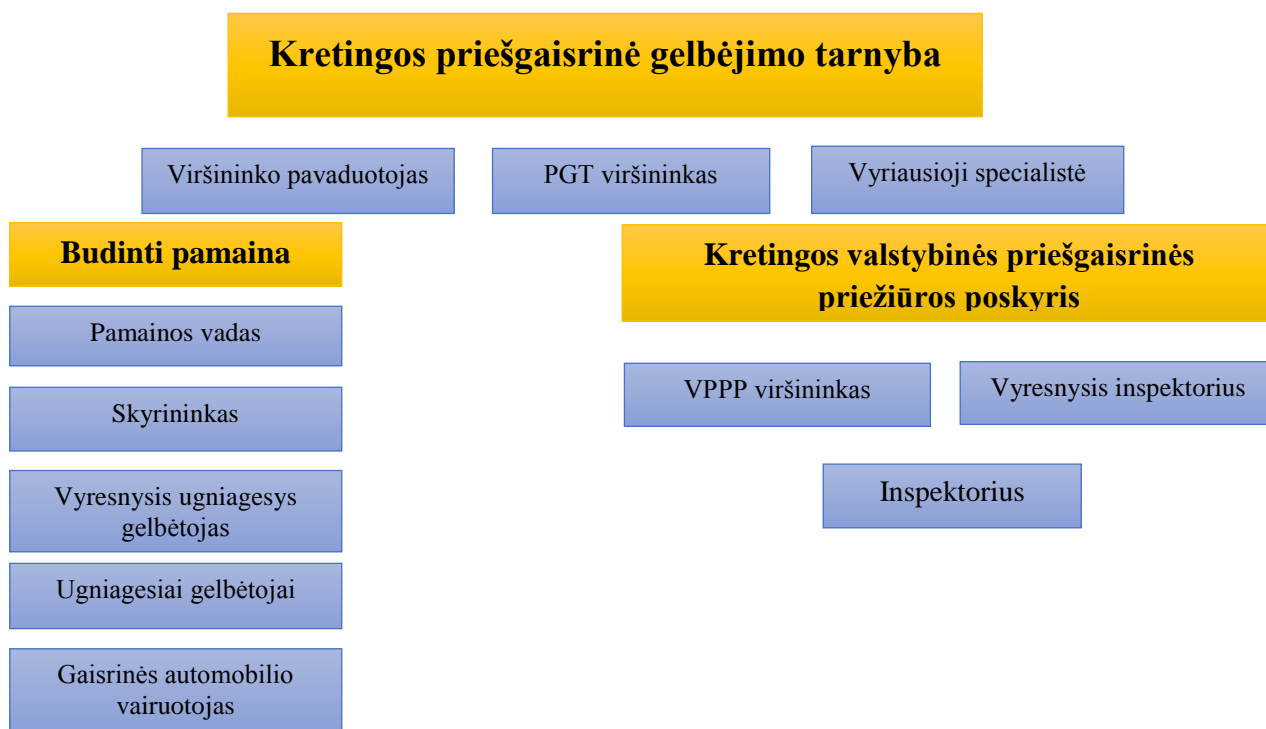 Kretingos priešgaisrinė gelbėjimo tarnyba
Viršininko pavaduotojas
PGT viršininkas
Vyriausioji specialistė
Budinti pamaina
Pamainos vadas
Skyrininkas
Vyresnysis ugniagesys
gelbėtojas
Ugniagesiai gelbėtojai
Gaisrinės automobilio
vairuotojas
Kretingos valstybinės priešgaisrinės
priežiūros poskyris
VPPP viršininkas
Vyresnysis inspektorius
Inspektorius